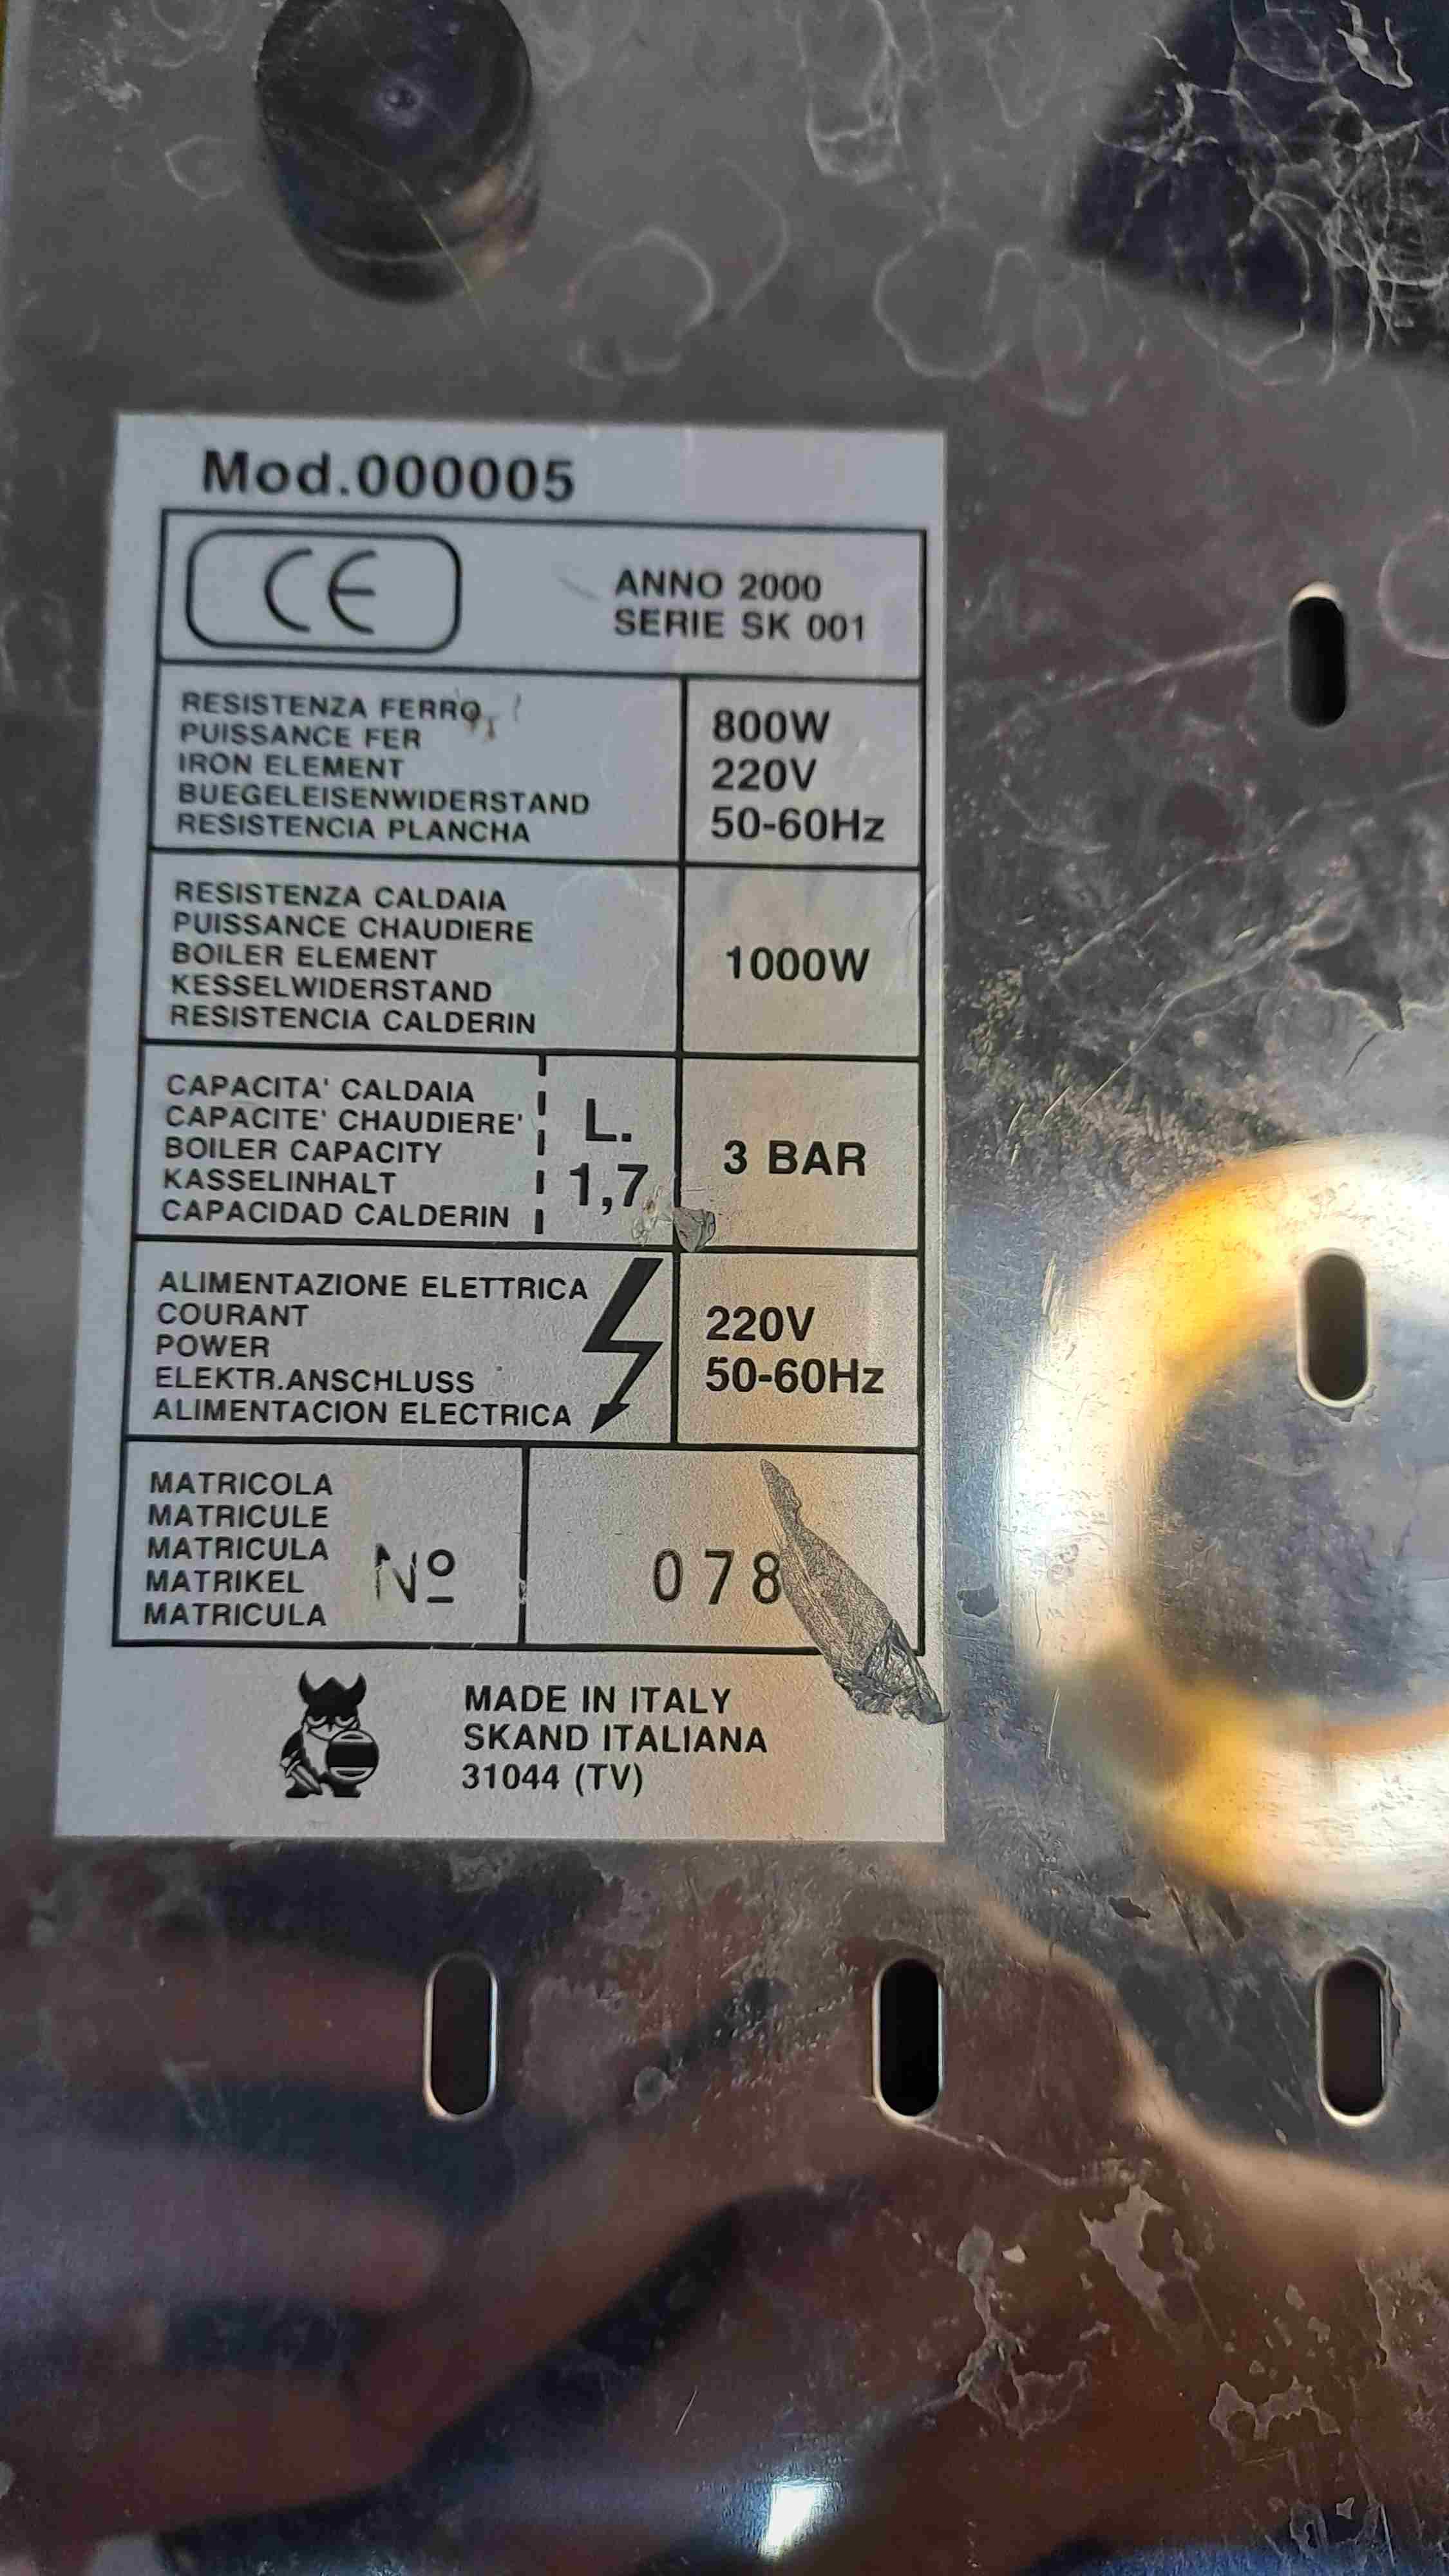 Mod.000005
CE
ANNO 2000
SERIE SK 001
RESISTENZA FERRO
PUISSANCE FER
IRON ELEMENT
BUEGELEISENWIDERSTAND
RESISTENCIA PLANCHA
800W
220V
50-60Hz
RESISTENZA CALDAIA
PUISSANCE CHAUDIERE
BOILER ELEMENT
KESSELWIDERSTAND
RESISTENCIA CALDERIN
1000W
CAPACITA' CALDAIA
CAPACITE' CHAUDIERE'
BOILER CAPACITY
KASSELINHALT
CAPACIDAD CALDERIN
L.
1,7
3 BAR
ALIMENTAZIONE ELETTRICA
COURANT
POWER
ELEKTR.ANSCHLUSS
ALIMENTACION ELECTRICA
220V
50-60Hz
MATRICOLA
MATRICULE
MATRICULA
MATRIKEL
MATRICULA
Nº
078
MADE IN ITALY
SKAND ITALIANA
31044 (TV)